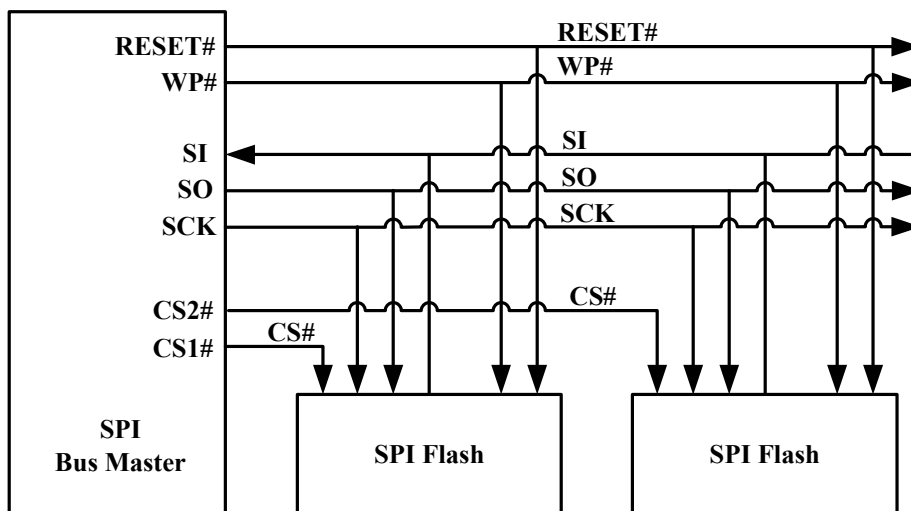 RESET#
RESET#
WP#
WP#
SI
SI
SO
SO
SCK
SCK
CS2#
CS#
CS1#
CS#
SPI
Bus Master
SPI Flash
SPI Flash